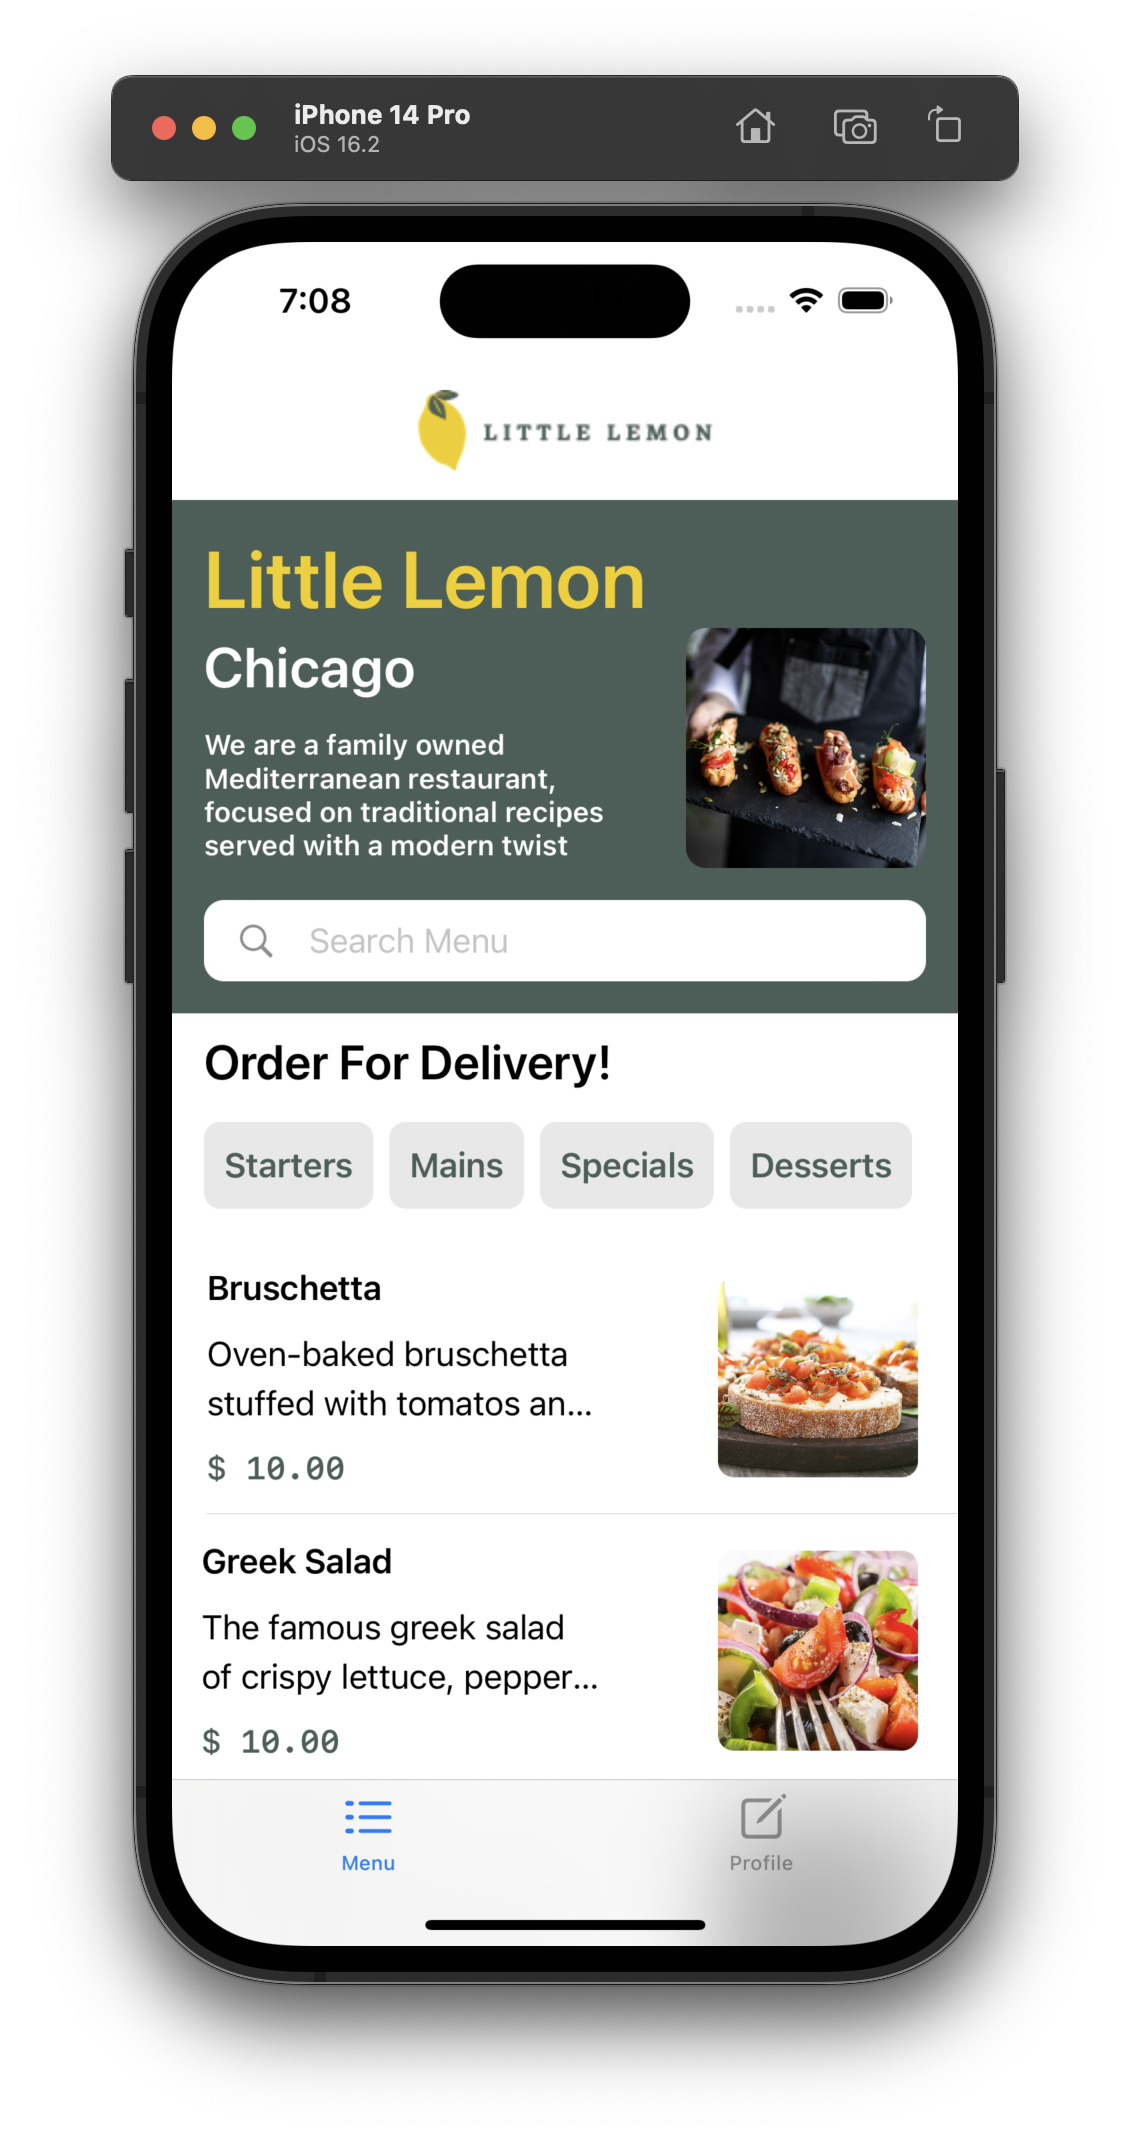 iPhone 14 Pro
iOS 16.2
7:08
LITTLE LEMON
Little Lemon
Chicago
We are a family owned
Mediterranean restaurant,
focused on traditional recipes
served with a modern twist
Search Menu
Order For Delivery!
Starters Mains Specials Desserts
Bruschetta
Oven-baked bruschetta
stuffed with tomatos an...
$ 10.00
Greek Salad
The famous greek salad
of crispy lettuce, pepper...
$ 10.00
Menu Profile